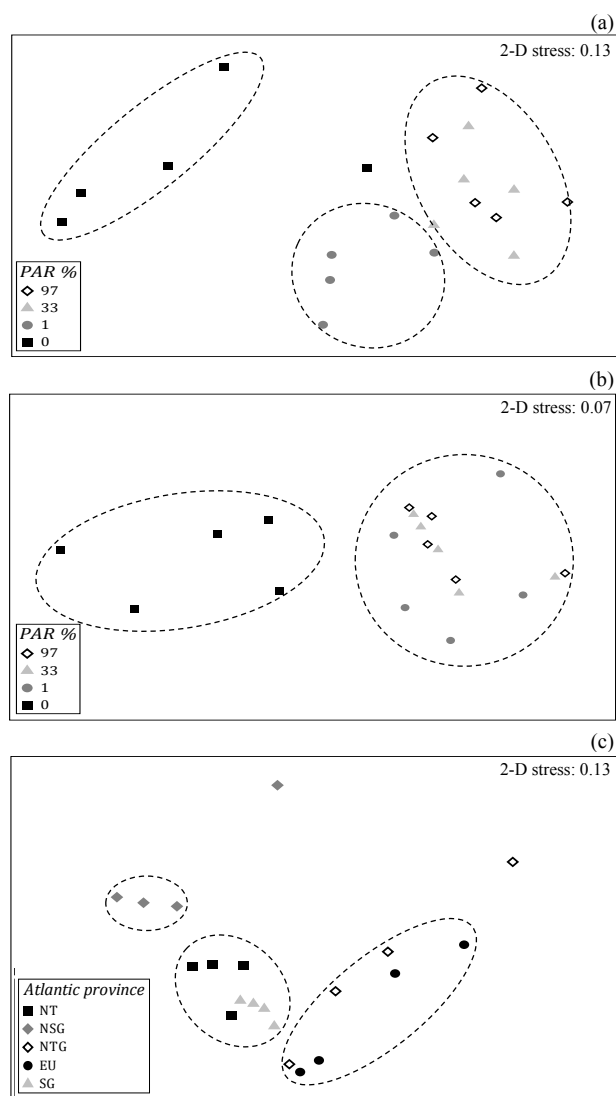 (a)
2-D stress: 0.13
PAR %
97
33
1
0
(b)
2-D stress: 0.07
PAR %
97
33
1
0
(c)
2-D stress: 0.13
Atlantic province
NT
NSG
NTG
EU
SG